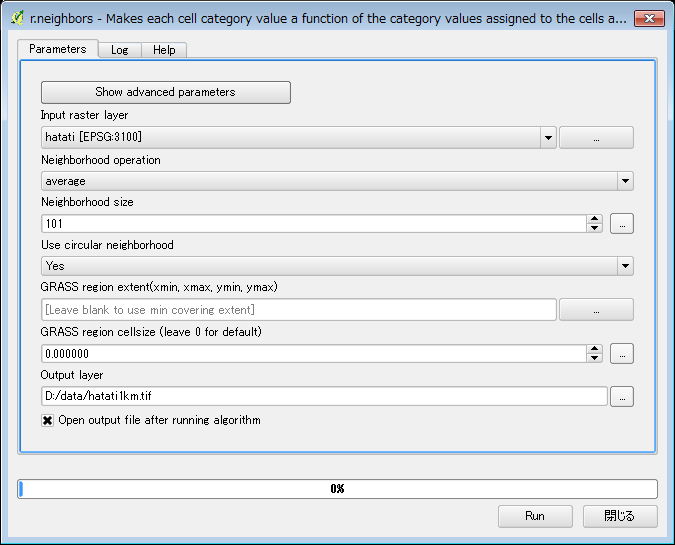 r.neighbors - Makes each cell category value a function of the category values assigned to the cells a...
Parameters Log Help
Show advanced parameters
Input raster layer
hatati [EPSG:3100] ...
Neighborhood operation
average
Neighborhood size
101 ...
Use circular neighborhood
Yes
GRASS region extent(xmin, xmax, ymin, ymax)
[Leave blank to use min covering extent] ...
GRASS region cellsize (leave 0 for default)
0.000000 ...
Output layer
D:/data/hatati1km.tif ...
Open output file after running algorithm
0%
Run 閉じる